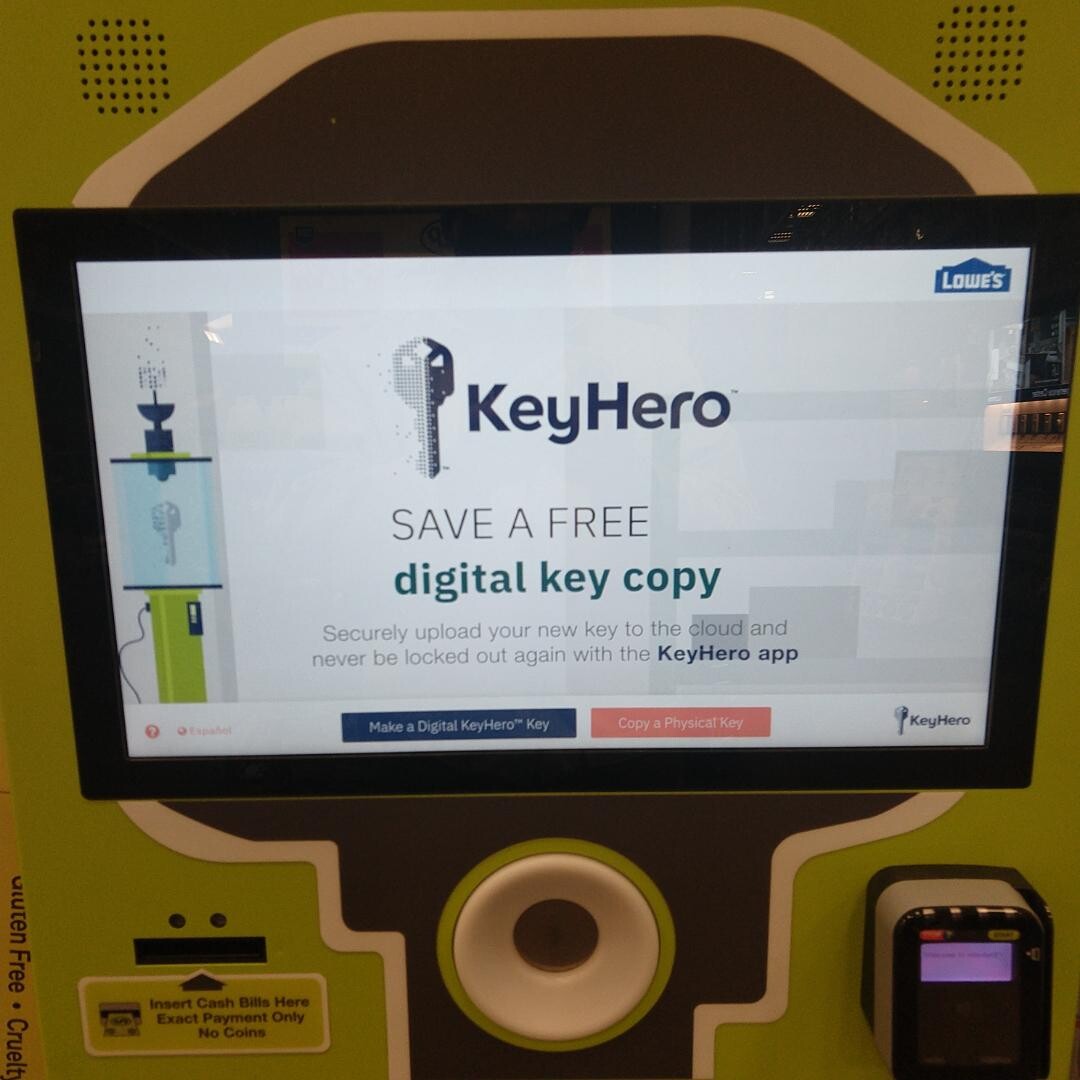 LOWE'S
KeyHero™
SAVE A FREE
digital key copy
Securely upload your new key to the cloud and
never be locked out again with the KeyHero app
? Español
Make a Digital KeyHero™ Key
Copy a Physical Key
KeyHero
Insert Cash Bills Here
Exact Payment Only
No Coins
Gluten Free • Cruelty